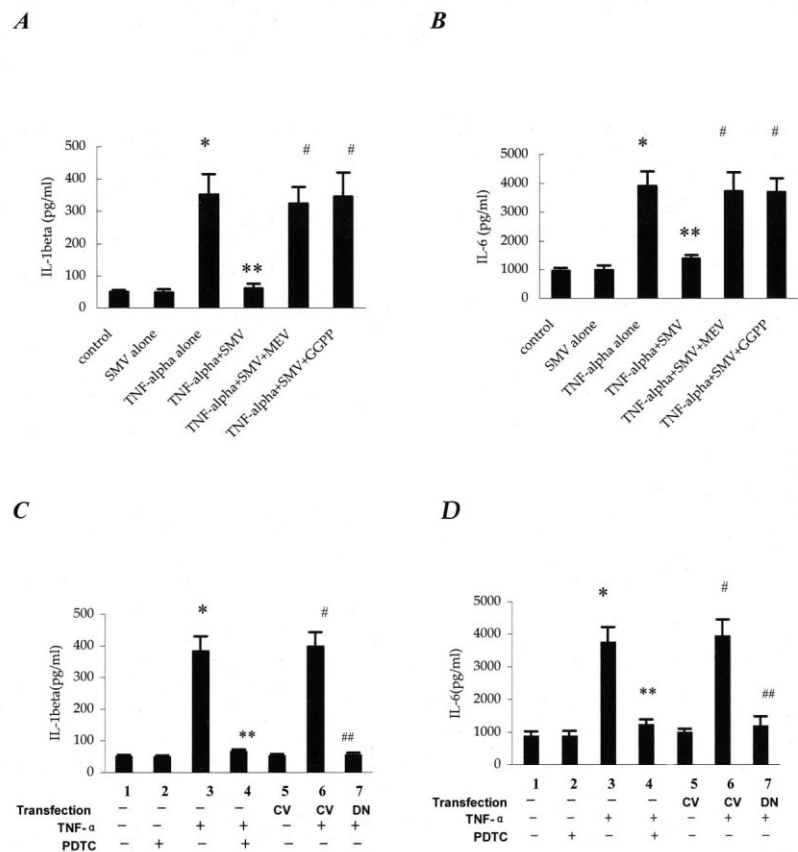 A
IL-1beta (pg/ml)
500
400
300
200
100
0
*
**
#
#
control
SMV alone
TNF-alpha alone
TNF-alpha+SMV
TNF-alpha+SMV+MEV
TNF-alpha+SMV+GGPP
B
IL-6 (pg/ml)
5000
4000
3000
2000
1000
0
*
**
#
#
control
SMV alone
TNF-alpha alone
TNF-alpha+SMV
TNF-alpha+SMV+MEV
TNF-alpha+SMV+GGPP
C
IL-1beta(pg/ml)
500
400
300
200
100
0
*
**
#
##
1 2 3 4 5 6 7
Transfection − − − − CV CV DN
TNF-α − − + + − + +
PDTC − + − + − − −
D
IL-6(pg/ml)
5000
4000
3000
2000
1000
0
*
**
#
##
1 2 3 4 5 6 7
Transfection − − − − CV CV DN
TNF-α − − + + − + +
PDTC − + − + − − −